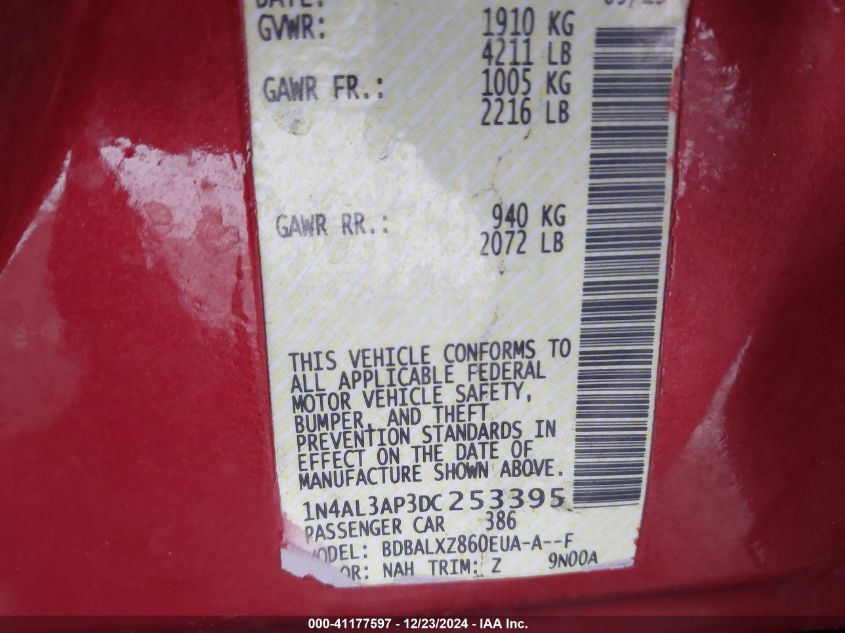 DATE:
GVWR: 1910 KG
4211 LB
GAWR FR.: 1005 KG
2216 LB
GAWR RR.: 940 KG
2072 LB
THIS VEHICLE CONFORMS TO
ALL APPLICABLE FEDERAL
MOTOR VEHICLE SAFETY,
BUMPER, AND THEFT
PREVENTION STANDARDS IN
EFFECT ON THE DATE OF
MANUFACTURE SHOWN ABOVE.
1N4AL3AP3DC253395
PASSENGER CAR 386
MODEL: BDBALXZ860EUA-A--F
OR: NAH TRIM: Z 9N00A
000-41177597 - 12/23/2024 - IAA Inc.